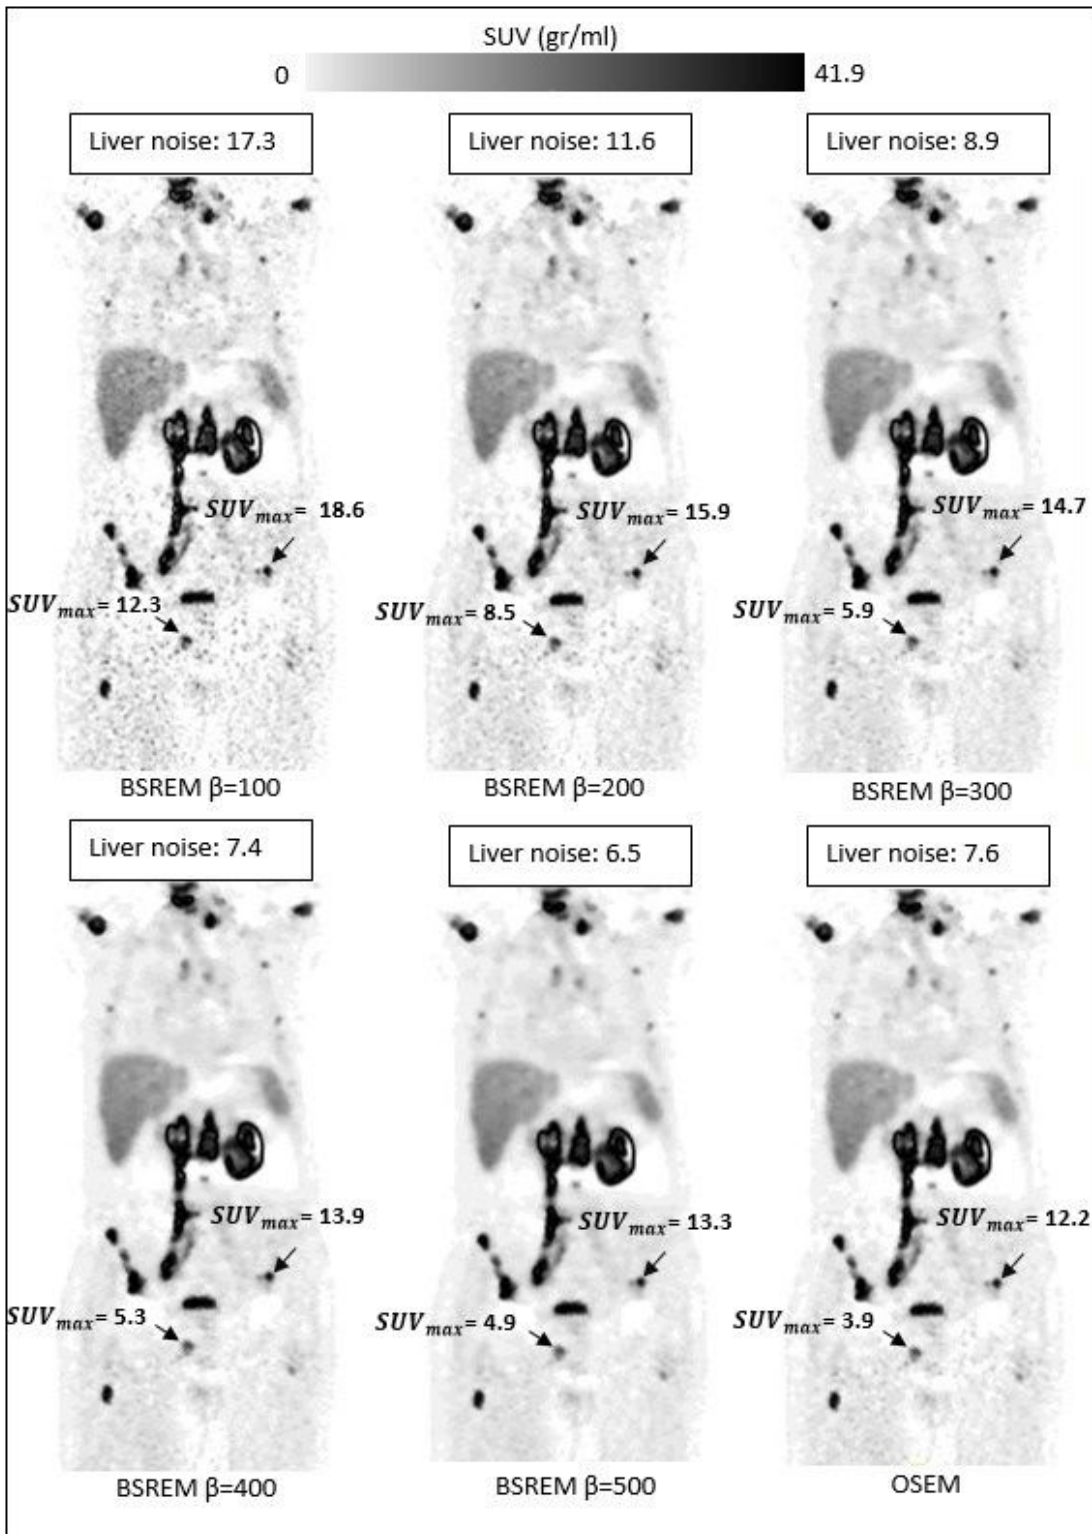 SUV (gr/ml)
0 41.9
Liver noise: 17.3
Liver noise: 11.6
Liver noise: 8.9
SUVmax= 18.6
SUVmax= 15.9
SUVmax= 14.7
SUVmax= 12.3
SUVmax= 8.5
SUVmax= 5.9
BSREM β=100
BSREM β=200
BSREM β=300
Liver noise: 7.4
Liver noise: 6.5
Liver noise: 7.6
SUVmax= 13.9
SUVmax= 13.3
SUVmax= 12.2
SUVmax= 5.3
SUVmax= 4.9
SUVmax= 3.9
BSREM β=400
BSREM β=500
OSEM